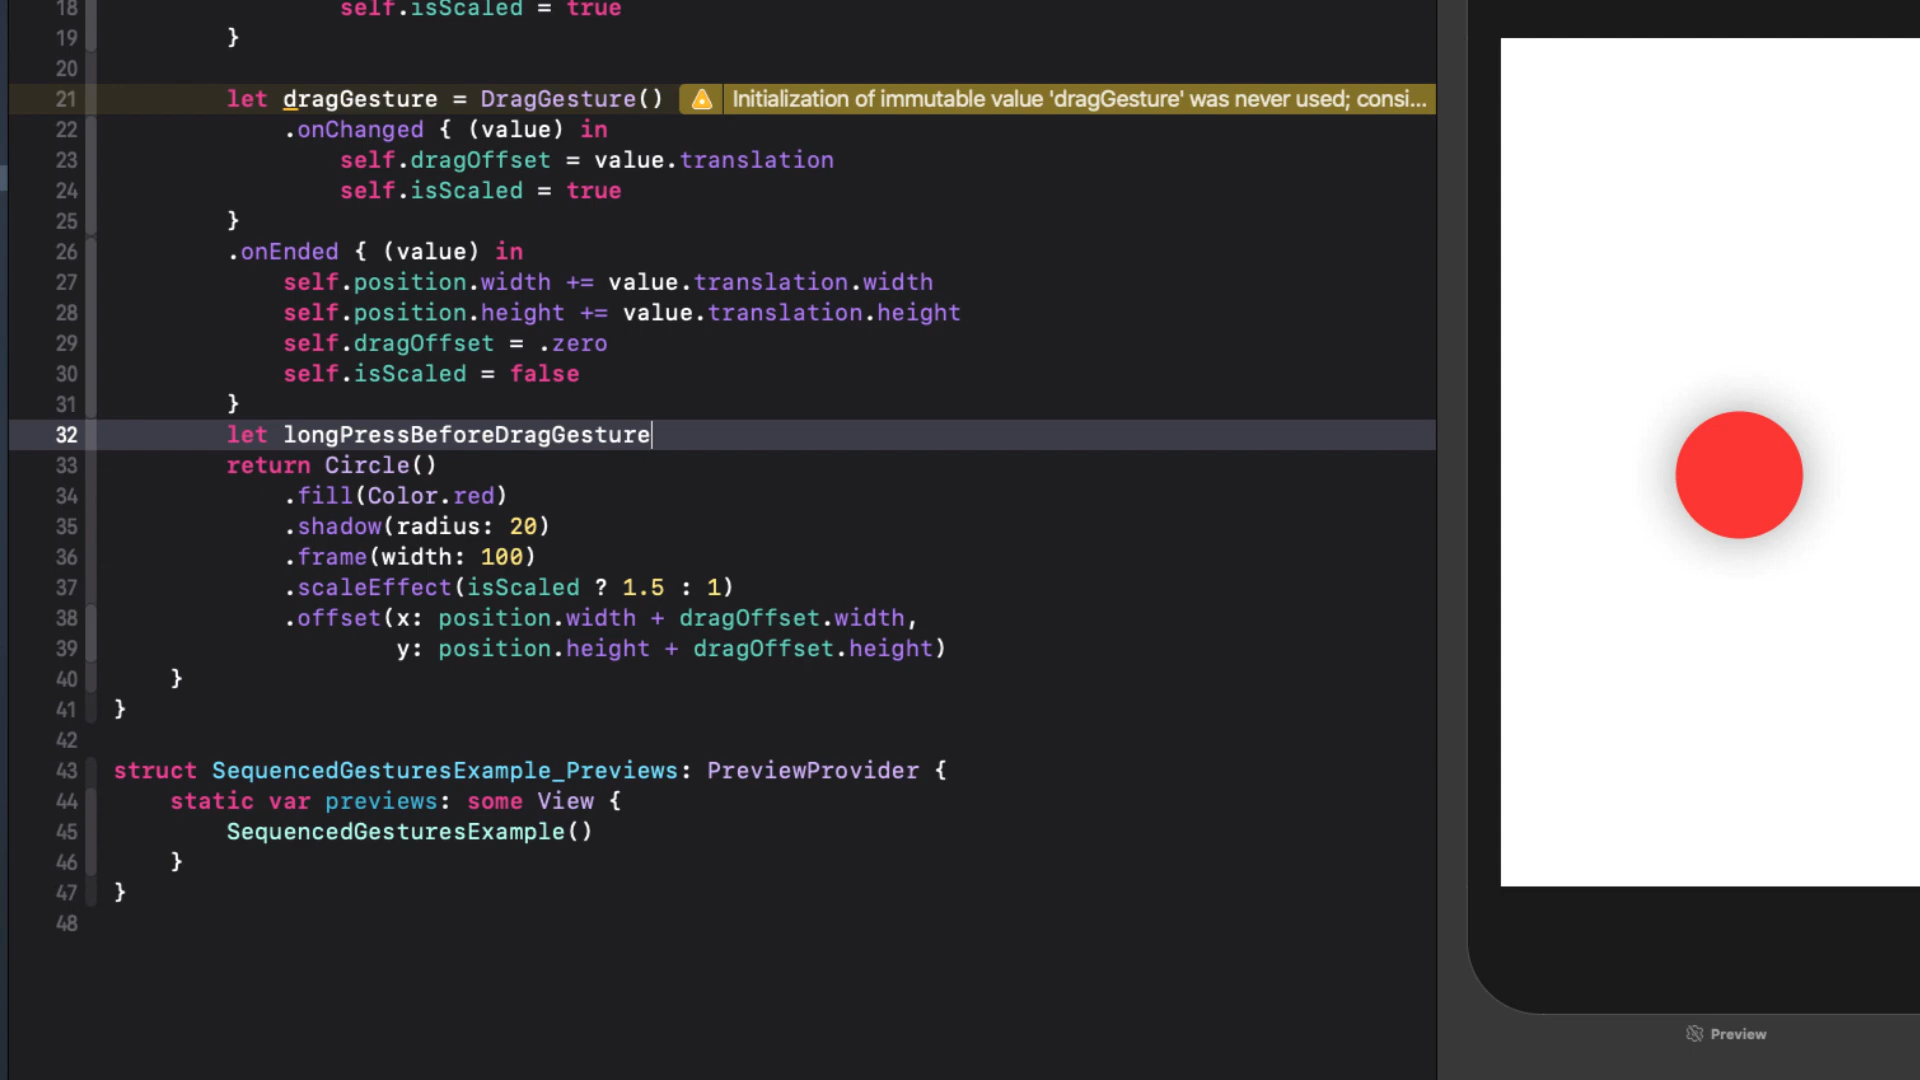 18 self.isScaled = true
19 }
20
21 let dragGesture = DragGesture() Initialization of immutable value 'dragGesture' was never used; consi...
22 .onChanged { (value) in
23 self.dragOffset = value.translation
24 self.isScaled = true
25 }
26 .onEnded { (value) in
27 self.position.width += value.translation.width
28 self.position.height += value.translation.height
29 self.dragOffset = .zero
30 self.isScaled = false
31 }
32 let longPressBeforeDragGesture
33 return Circle()
34 .fill(Color.red)
35 .shadow(radius: 20)
36 .frame(width: 100)
37 .scaleEffect(isScaled ? 1.5 : 1)
38 .offset(x: position.width + dragOffset.width,
39 y: position.height + dragOffset.height)
40 }
41 }
42
43 struct SequencedGesturesExample_Previews: PreviewProvider {
44 static var previews: some View {
45 SequencedGesturesExample()
46 }
47 }
48
Preview